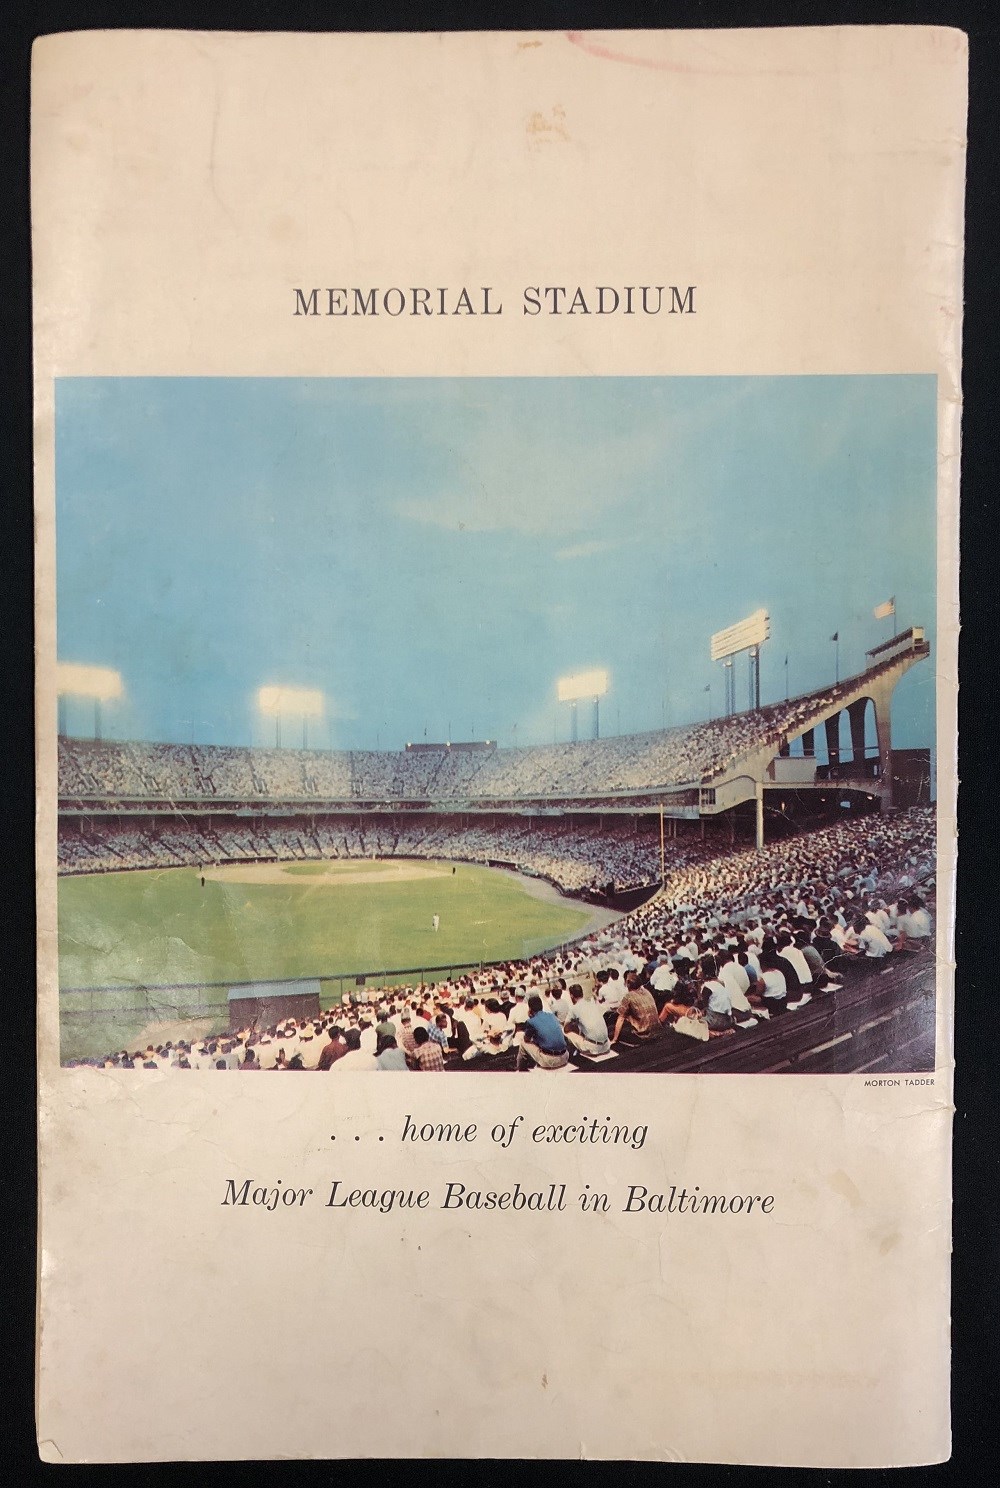 MEMORIAL STADIUM
MORTON TADDER
. . . home of exciting
Major League Baseball in Baltimore